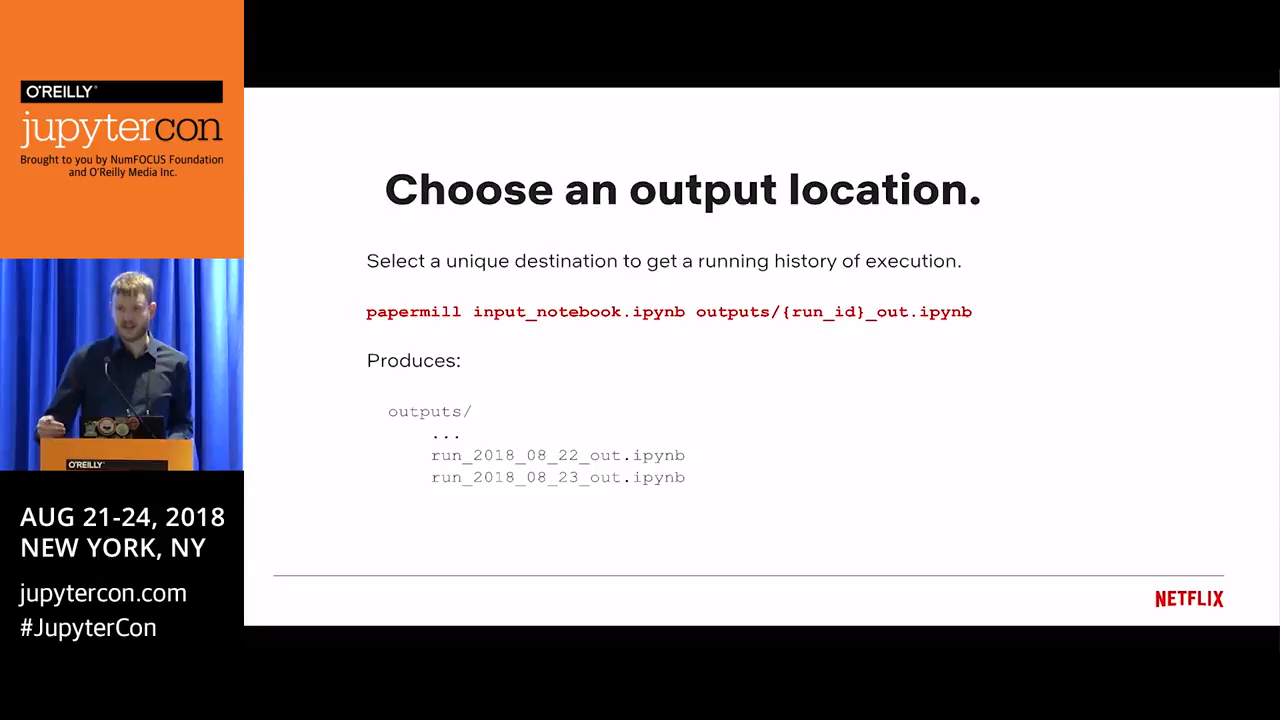 O'REILLY®
jupytercon
Brought to you by NumFOCUS Foundation
and O'Reilly Media Inc.
O'REILLY®
AUG 21-24, 2018
NEW YORK, NY
jupytercon.com
#JupyterCon
Choose an output location.
Select a unique destination to get a running history of execution.
papermill input_notebook.ipynb outputs/{run_id}_out.ipynb
Produces:
outputs/
...
run_2018_08_22_out.ipynb
run_2018_08_23_out.ipynb
NETFLIX